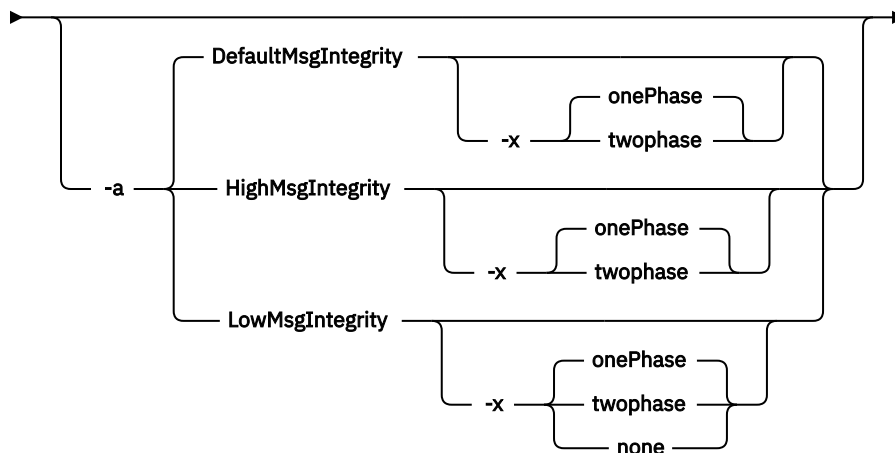 DefaultMsgIntegrity
onePhase
-x twophase
-a HighMsgIntegrity
onePhase
-x twophase
LowMsgIntegrity
onePhase
-x twophase
none